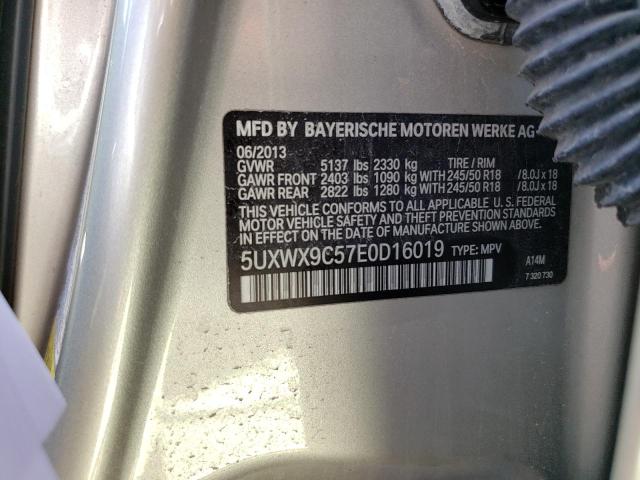 MFD BY BAYERISCHE MOTOREN WERKE AG
06/2013
GVWR 5137 lbs 2330 kg TIRE / RIM
GAWR FRONT 2403 lbs 1090 kg WITH 245/50 R18 / 8.0J x 18
GAWR REAR 2822 lbs 1280 kg WITH 245/50 R18 / 8.0J x 18
THIS VEHICLE CONFORMS TO ALL APPLICABLE U. S. FEDERAL
MOTOR VEHICLE SAFETY AND THEFT PREVENTION STANDARDS
IN EFFECT ON THE DATE OF MANUFACTURE SHOWN ABOVE.
5UXWX9C57E0D16019 TYPE: MPV
A14M
7 320 730